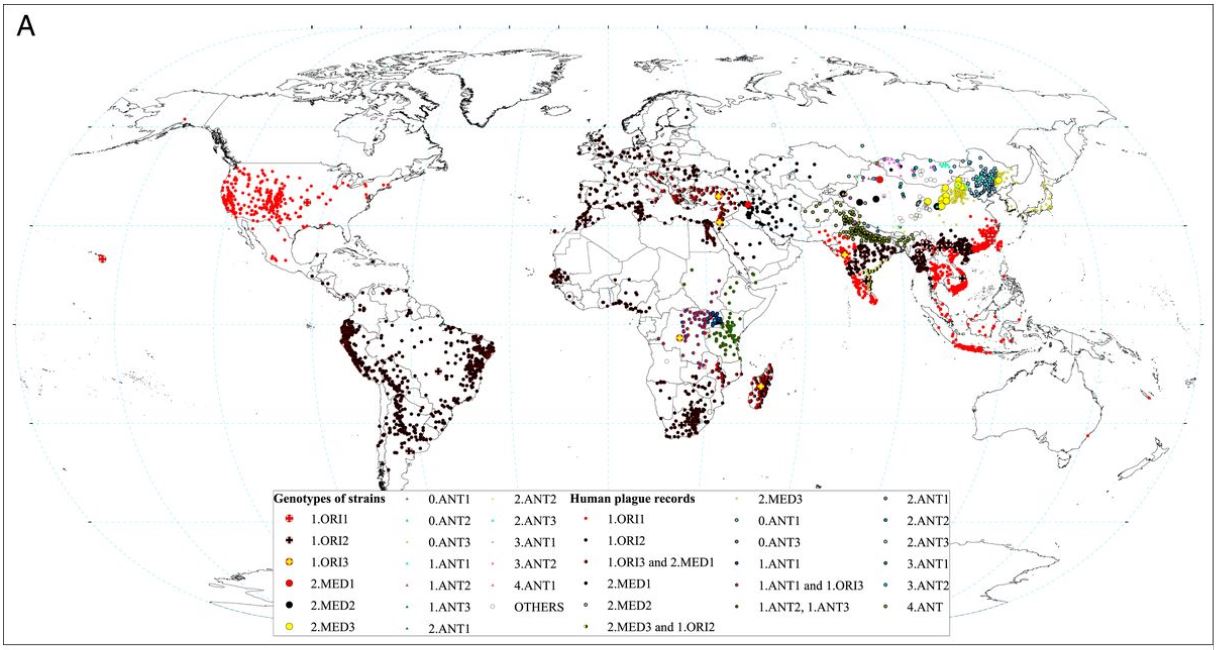 A
Genotypes of strains
1.ORI1
1.ORI2
1.ORI3
2.MED1
2.MED2
2.MED3
0.ANT1
0.ANT2
0.ANT3
1.ANT1
1.ANT2
1.ANT3
2.ANT1
2.ANT2
2.ANT3
3.ANT1
3.ANT2
4.ANT1
OTHERS
Human plague records
1.ORI1
1.ORI2
1.ORI3 and 2.MED1
2.MED1
2.MED2
2.MED3 and 1.ORI2
2.MED3
0.ANT1
0.ANT3
1.ANT1
1.ANT1 and 1.ORI3
1.ANT2, 1.ANT3
2.ANT1
2.ANT2
2.ANT3
3.ANT1
3.ANT2
4.ANT